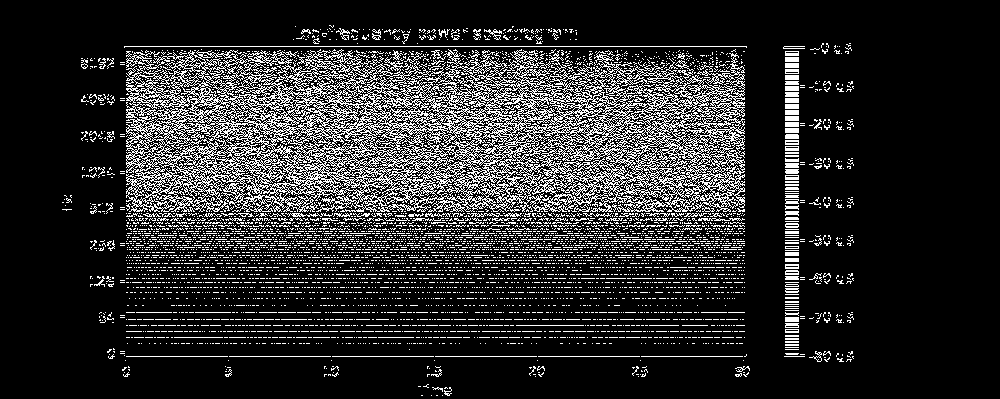 Log-frequency power spectrogram
8192
4096
2048
1024
512
256
128
64
0
Hz
0
5
10
15
20
25
30
Time
-10 dB
-20 dB
-30 dB
-40 dB
-50 dB
-60 dB
-70 dB
-80 dB